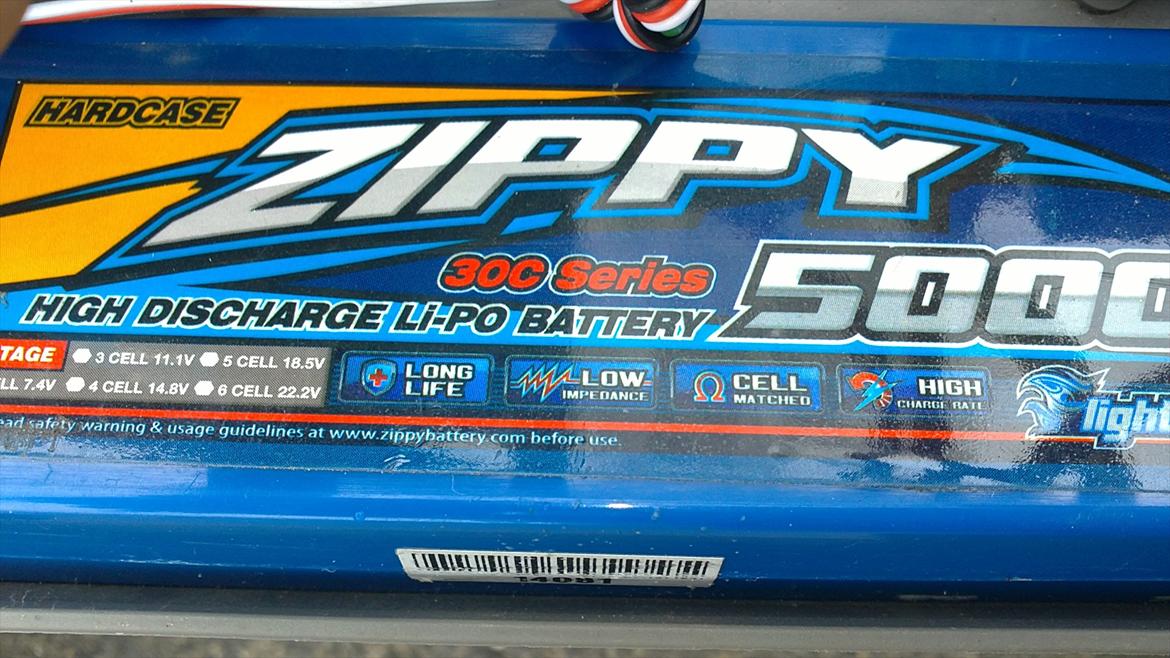 HARDCASE
ZIPPY
30C Series
5000
HIGH DISCHARGE Li-PO BATTERY
TAGE
3 CELL 11.1V 5 CELL 18.5V
LL 7.4V 4 CELL 14.8V 6 CELL 22.2V
LONG
LIFE
LOW
IMPEDANCE
CELL
MATCHED
HIGH
CHARGE RATE
light
ead safety warning & usage guidelines at www.zippybattery.com before use.